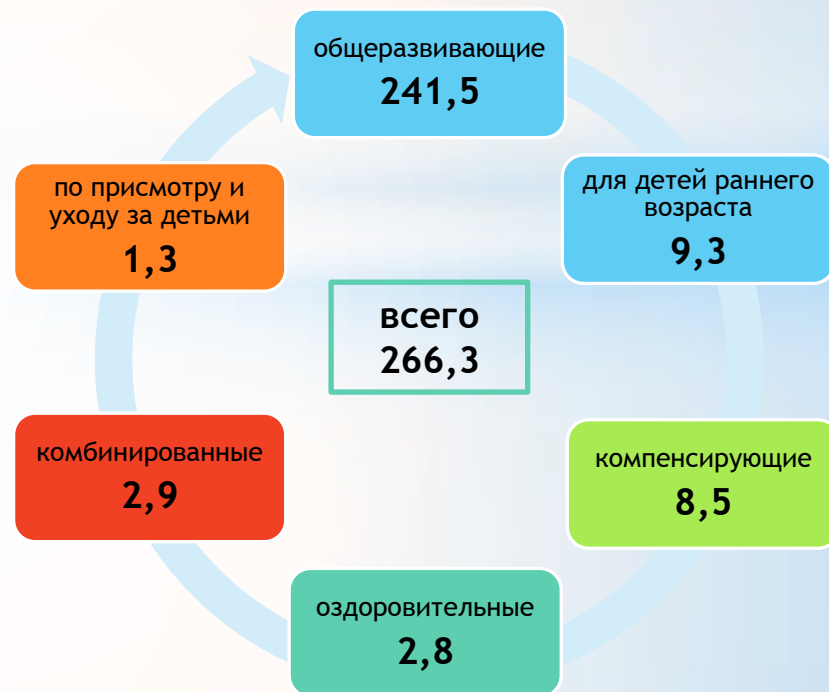 общеразвивающие
241,5
для детей раннего
возраста
9,3
компенсирующие
8,5
оздоровительные
2,8
комбинированные
2,9
по присмотру и
уходу за детьми
1,3
всего
266,3